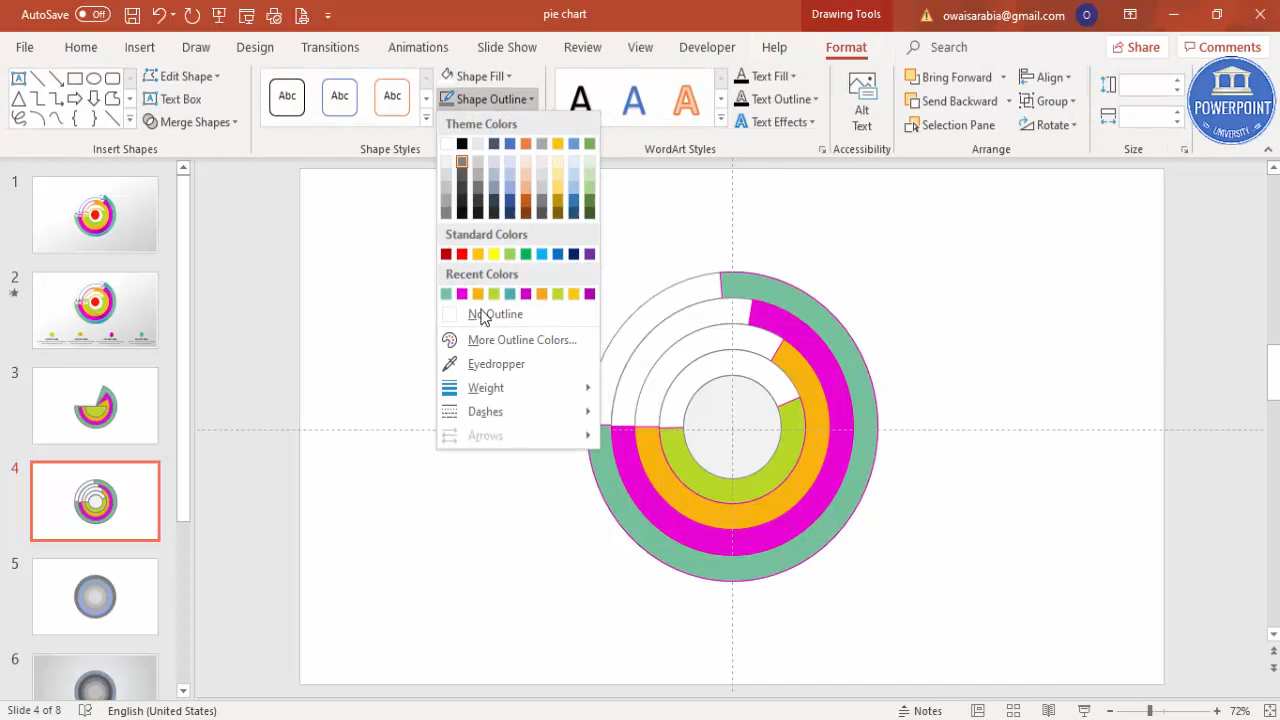 AutoSave Off
pie chart
Drawing Tools
owaisarabia@gmail.com
O
File
Home
Insert
Draw
Design
Transitions
Animations
Slide Show
Review
View
Developer
Help
Format
Search
Share
Comments
Edit Shape
Text Box
Merge Shapes
Insert Shapes
Abc
Abc
Abc
Shape Fill
Shape Outline
Shape Styles
A
A
A
Text Fill
Text Outline
Text Effects
WordArt Styles
Alt
Text
Accessibility
Bring Forward
Send Backward
Selection Pane
Align
Group
Rotate
Arrange
Size
POWERPOINT
UNIVERSITY
Theme Colors
Standard Colors
Recent Colors
No Outline
More Outline Colors...
Eyedropper
Weight
Dashes
Arrows
1
2
3
4
5
6
Slide 4 of 8
English (United States)
Notes
72%